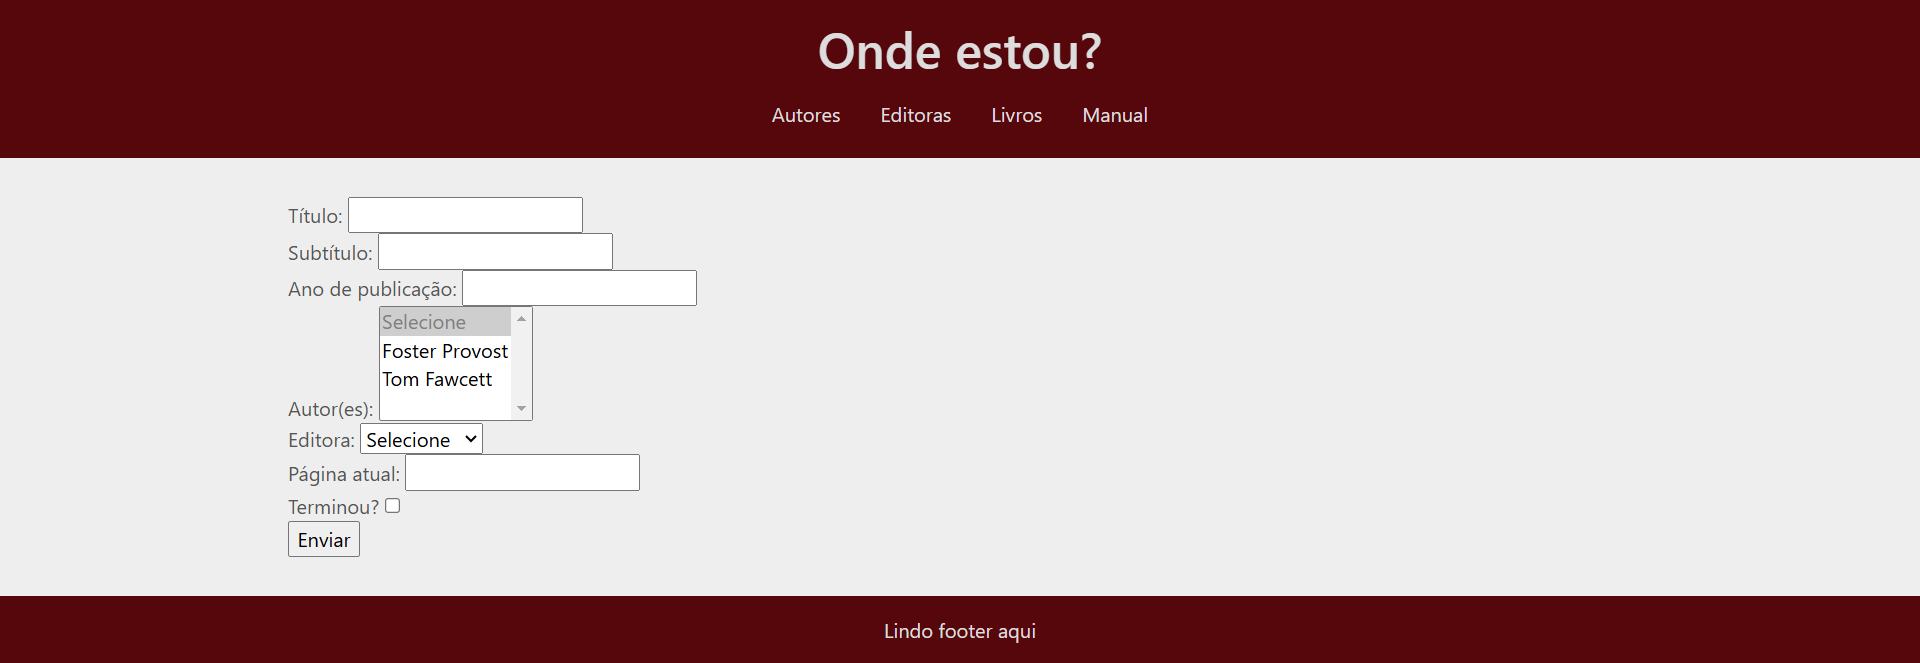 Onde estou?
Autores Editoras Livros Manual
Título:
Subtítulo:
Ano de publicação:
Selecione
Foster Provost
Tom Fawcett
Autor(es):
Editora: Selecione
Página atual:
Terminou?
Enviar
Lindo footer aqui